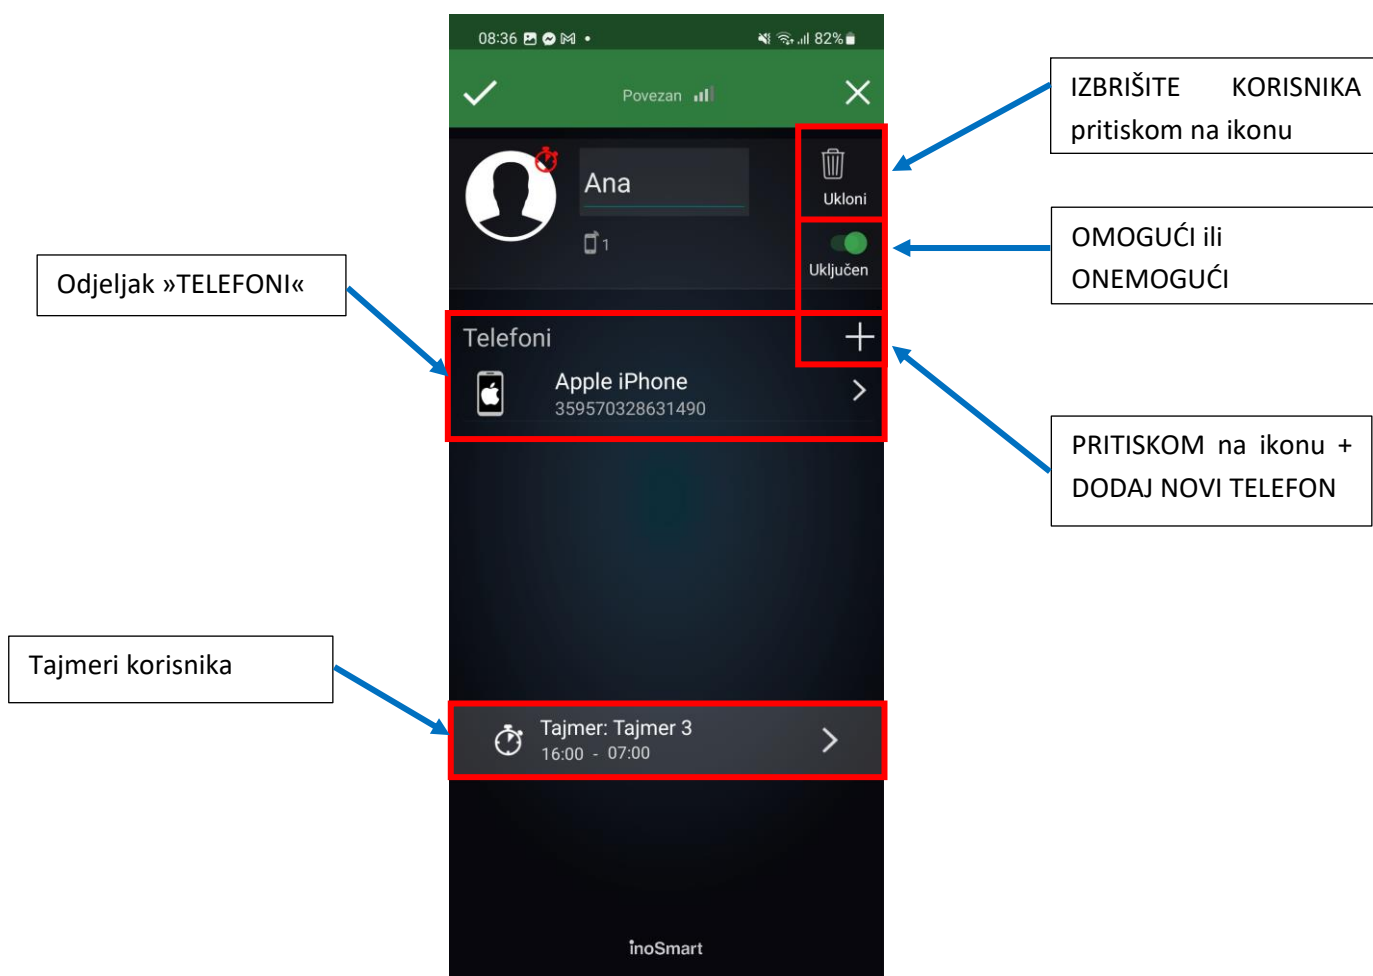 08:36
82%
Povezan
IZBRIŠITE KORISNIKA
pritiskom na ikonu
Ana
Ukloni
1
OMOGUĆI ili
ONEMOGUĆI
Uključen
Odjeljak »TELEFONI«
Telefoni
Apple iPhone
359570328631490
PRITISKOM na ikonu +
DODAJ NOVI TELEFON
Tajmeri korisnika
Tajmer: Tajmer 3
16:00 - 07:00
inoSmart